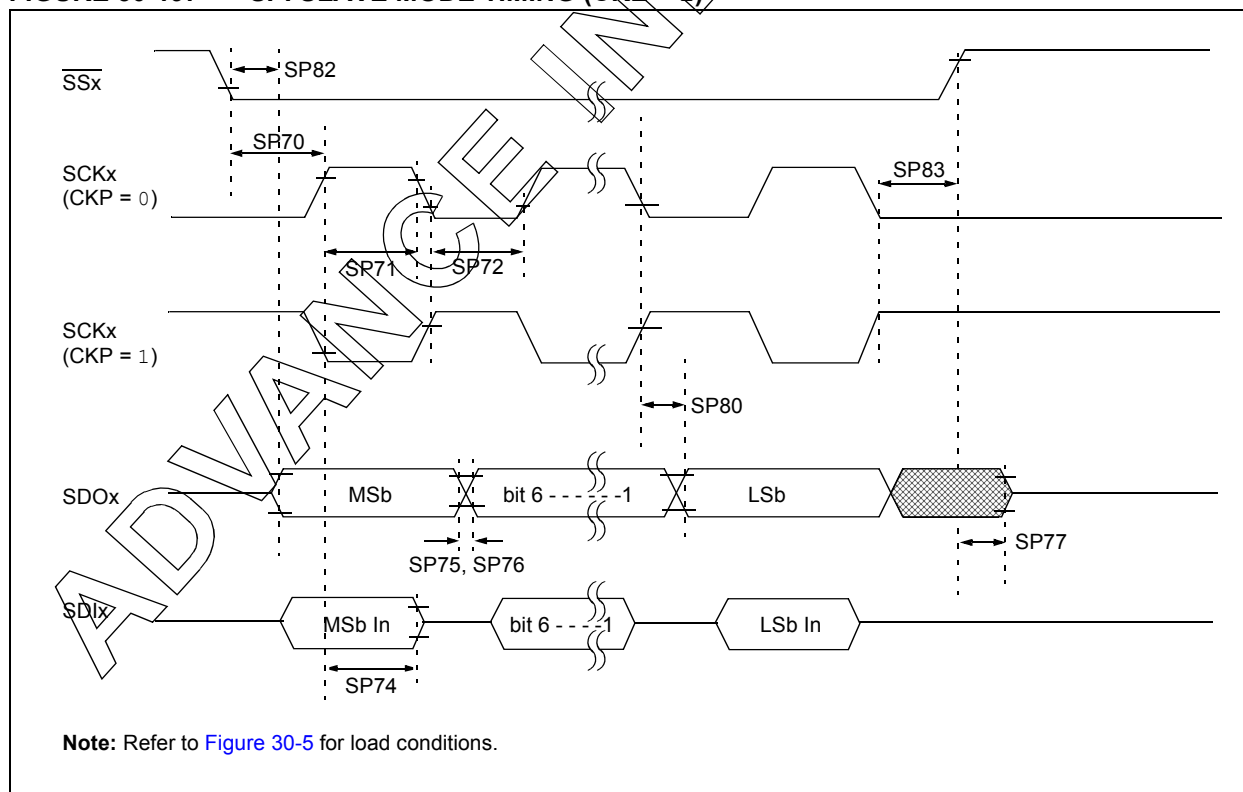 SSx
SP82
SP70
SCKx
(CKP = 0)
SP83
SP71
SP72
SCKx
(CKP = 1)
SP80
SDOx
MSb
bit 6 - - - - - -1
LSb
SP75, SP76
SP77
SDIx
MSb In
bit 6 - - - -1
LSb In
SP74
Note: Refer to Figure 30-5 for load conditions.
ADVANCE IN